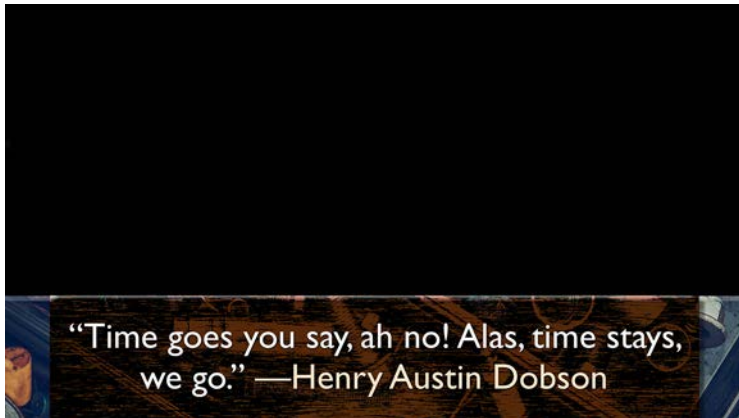 “Time goes you say, ah no! Alas, time stays,
we go.” —Henry Austin Dobson